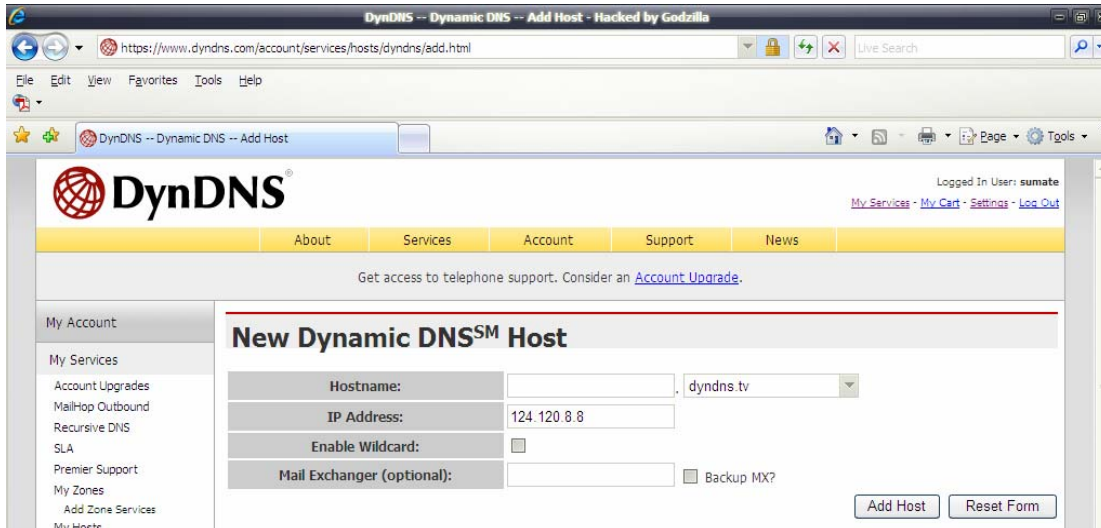 DynDNS -- Dynamic DNS -- Add Host - Hacked by Godzilla
https://www.dyndns.com/account/services/hosts/dyndns/add.html
Live Search
File Edit View Favorites Tools Help
DynDNS -- Dynamic DNS -- Add Host
Page Tools
DynDNS®
Logged In User: sumate
My Services - My Cart - Settings - Log Out
About Services Account Support News
Get access to telephone support. Consider an Account Upgrade.
My Account
My Services
Account Upgrades
MailHop Outbound
Recursive DNS
SLA
Premier Support
My Zones
Add Zone Services
My Hosts
New Dynamic DNS℠ Host
Hostname: . dyndns.tv
IP Address: 124.120.8.8
Enable Wildcard:
Mail Exchanger (optional): Backup MX?
Add Host Reset Form